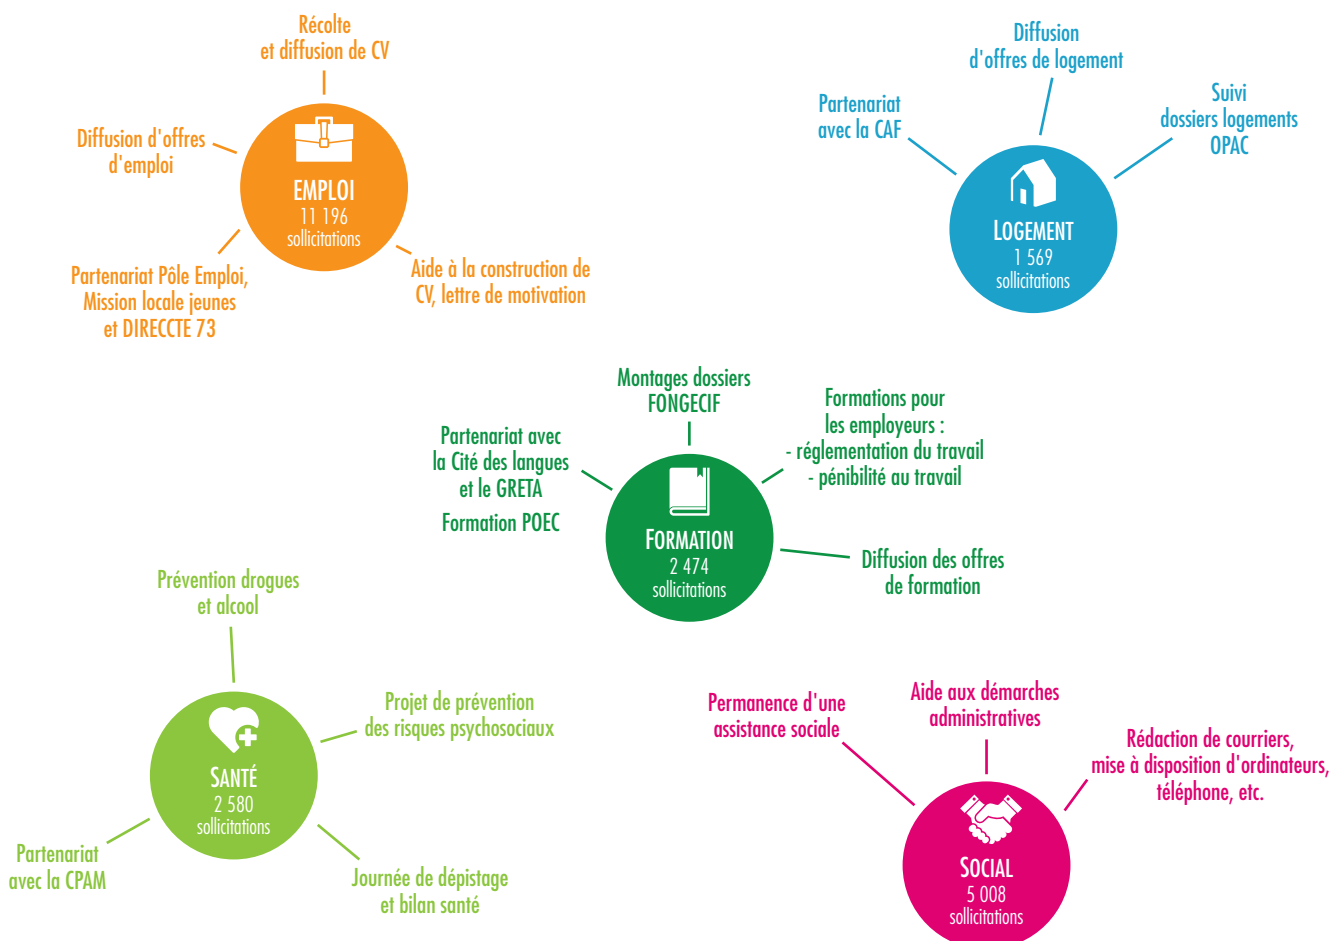 Récolte
et diffusion de CV
Diffusion d'offres
d'emploi
EMPLOI
11 196
sollicitations
Partenariat Pôle Emploi,
Mission locale jeunes
et DIRECCTE 73
Aide à la construction de
CV, lettre de motivation
Diffusion
d'offres de logement
Partenariat
avec la CAF
Suivi
dossiers logements
OPAC
LOGEMENT
1 569
sollicitations
Montages dossiers
FONGECIF
Partenariat avec
la Cité des langues
et le GRETA
Formation POEC
Formations pour
les employeurs :
- réglementation du travail
- pénibilité au travail
FORMATION
2 474
sollicitations
Diffusion des offres
de formation
Prévention drogues
et alcool
Projet de prévention
des risques psychosociaux
SANTÉ
2 580
sollicitations
Partenariat
avec la CPAM
Journée de dépistage
et bilan santé
Permanence d'une
assistance sociale
Aide aux démarches
administratives
Rédaction de courriers,
mise à disposition d'ordinateurs,
téléphone, etc.
SOCIAL
5 008
sollicitations